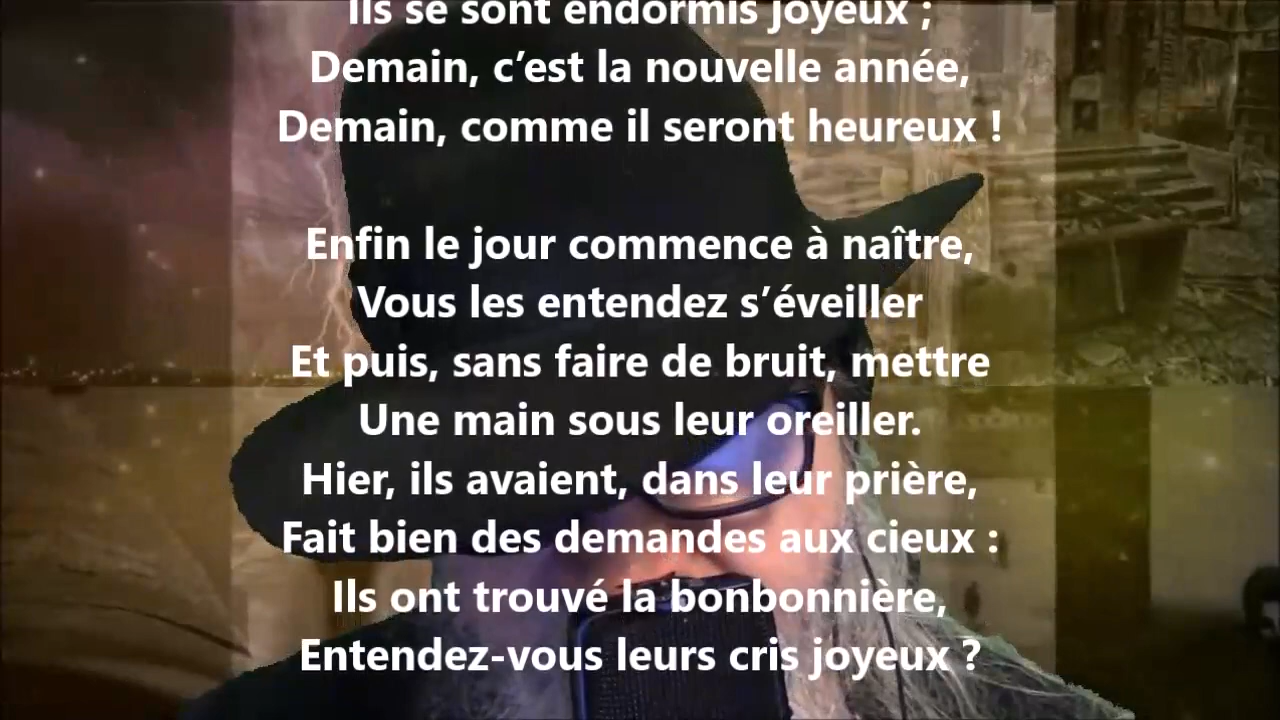 Ils se sont endormis joyeux ;
Demain, c’est la nouvelle année,
Demain, comme il seront heureux !
Enfin le jour commence à naître,
Vous les entendez s’éveiller
Et puis, sans faire de bruit, mettre
Une main sous leur oreiller.
Hier, ils avaient, dans leur prière,
Fait bien des demandes aux cieux :
Ils ont trouvé la bonbonnière,
Entendez-vous leurs cris joyeux ?